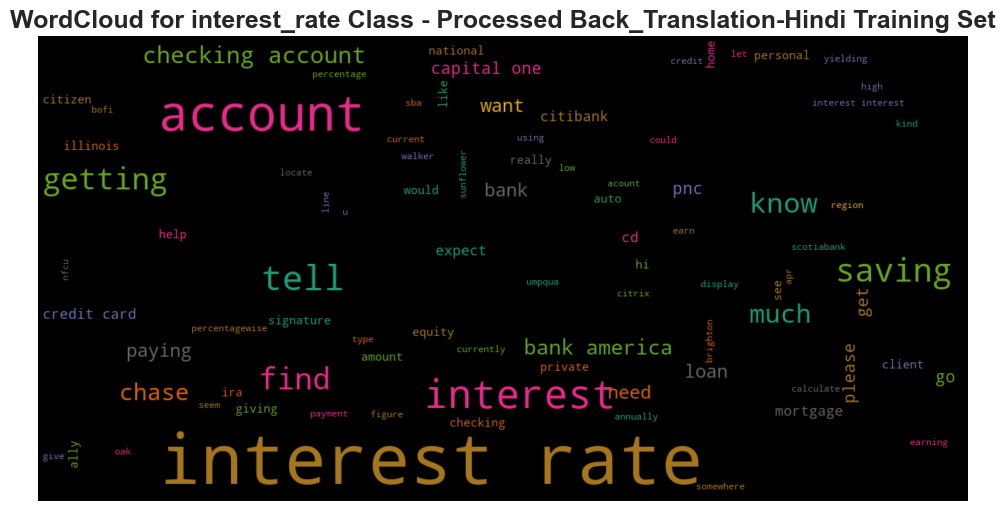 WordCloud for interest_rate Class - Processed Back_Translation-Hindi Training Set
checking account
national
capital one
percentage
home
credit
let
personal
yielding
high
interest interest
kind
citizen
bofi
account
sba
like
want
citibank
illinois
current
walker
using
really
low
could
getting
locate
line
u
would
sunflower
bank
acount
auto
pnc
know
region
help
nfcu
tell
expect
cd
hi
earn
umpqua
citrix
display
scotiabank
see
apr
saving
get
much
credit card
percentagewise
signature
equity
type
amount
currently
bank america
private
brighton
paying
find
loan
please
client
go
chase
ira
seem
giving
payment
figure
interest
need
checking
annually
calculate
mortgage
give
ally
oak
interest rate
somewhere
earning